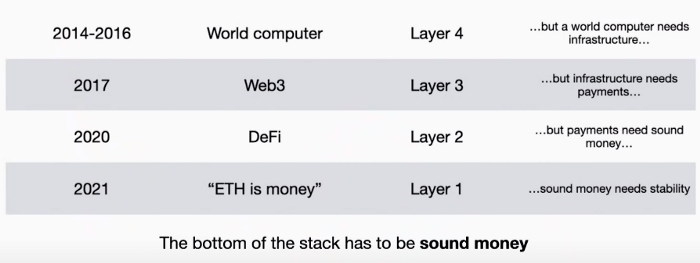 2014-2016 World computer Layer 4 ...but a world computer needs
infrastructure...
2017 Web3 Layer 3 ...but infrastructure needs
payments...
2020 DeFi Layer 2 ...but payments need sound
money...
2021 “ETH is money” Layer 1 ...sound money needs stability
The bottom of the stack has to be sound money